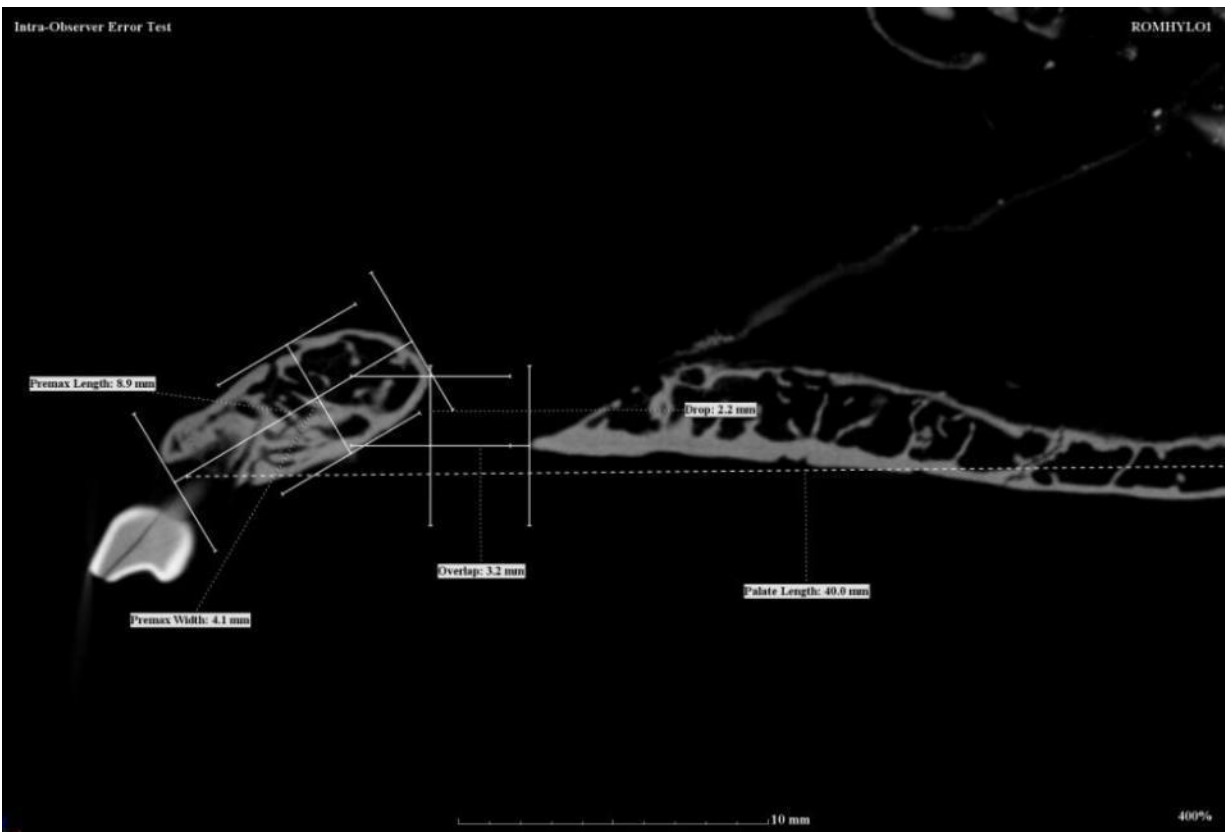 Intra-Observer Error Test
ROMHYLO1
Premax Length: 8.9 mm
Drop: 2.2 mm
Overlap: 3.2 mm
Palate Length: 40.0 mm
Premax Width: 4.1 mm
10 mm
400%